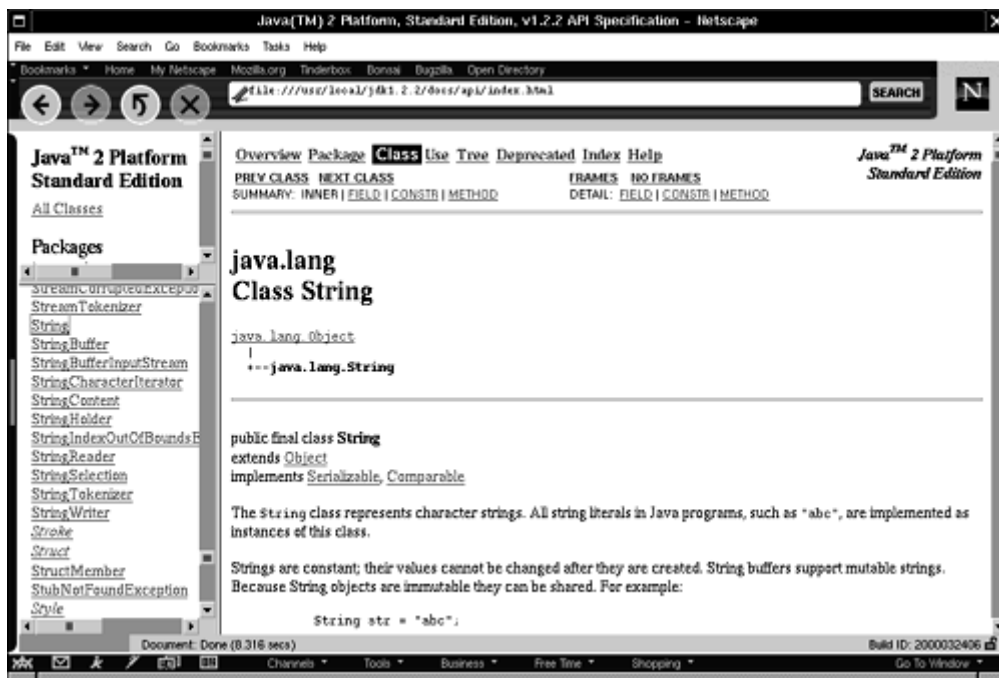 Java(TM) 2 Platform, Standard Edition, v1.2.2 API Specification - Netscape
File Edit View Search Go Bookmarks Tasks Help
Bookmarks Home My Netscape Mozilla.org Tinderbox Bonsai Bugzilla Open Directory
file:///usr/local/jdk1.2.2/docs/api/index.html
SEARCH
N
Java™ 2 Platform
Standard Edition
All Classes
Packages
StreamCorruptedExceptio
StreamTokenizer
String
StringBuffer
StringBufferInputStream
StringCharacterIterator
StringContent
StringHolder
StringIndexOutOfBoundsE
StringReader
StringSelection
StringTokenizer
StringWriter
Stroke
Struct
StructMember
StubNotFoundException
Style
Overview Package Class Use Tree Deprecated Index Help
Java™ 2 Platform
Standard Edition
PREV CLASS NEXT CLASS
FRAMES NO FRAMES
SUMMARY: INNER | FIELD | CONSTR | METHOD
DETAIL: FIELD | CONSTR | METHOD
java.lang
Class String
java.lang.Object
|
+--java.lang.String
public final class String
extends Object
implements Serializable, Comparable
The String class represents character strings. All string literals in Java programs, such as "abc", are implemented as
instances of this class.
Strings are constant; their values cannot be changed after they are created. String buffers support mutable strings.
Because String objects are immutable they can be shared. For example:
String str = "abc";
Document: Done (8.316 secs)
Build ID: 2000032406
Channels Tools Business Free Time Shopping
Go To Window